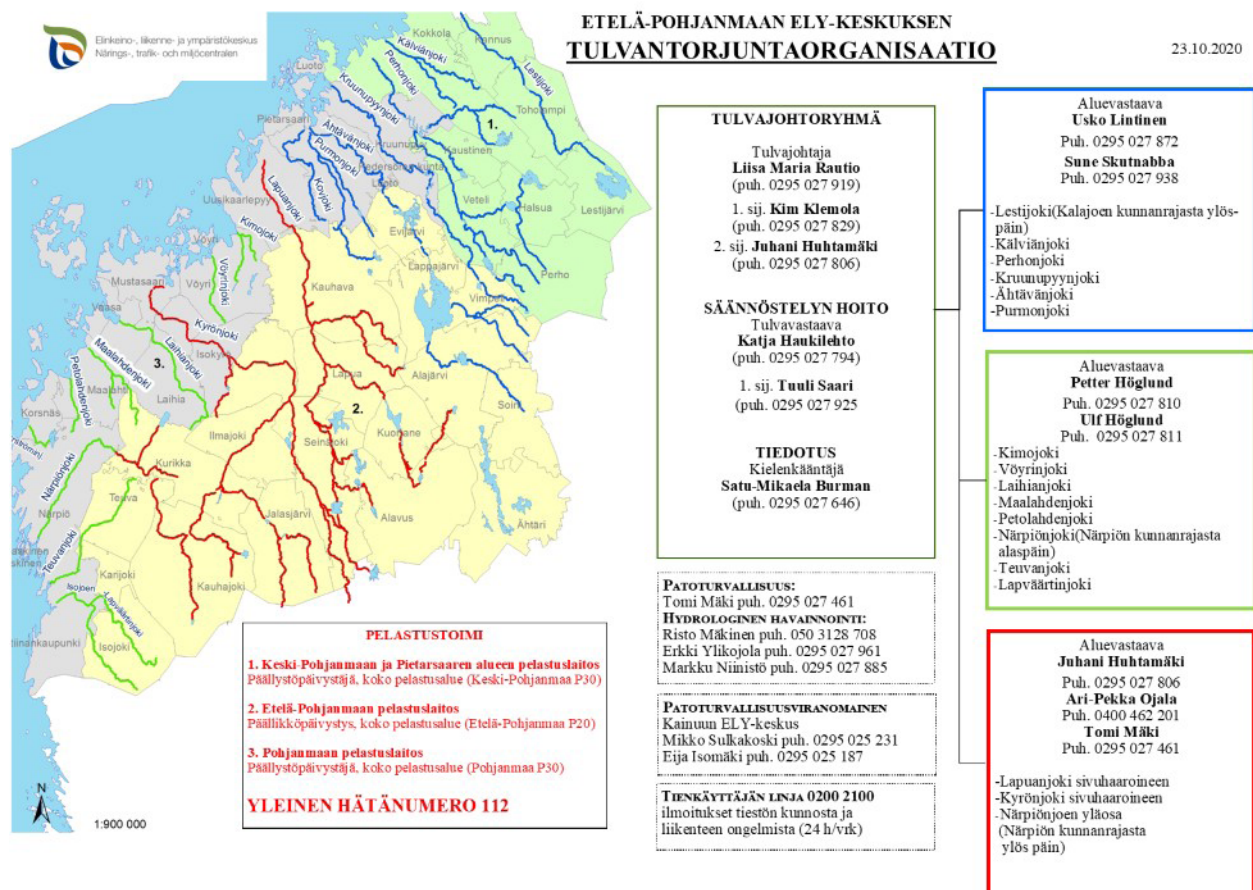 Elinkeino-, liikenne- ja ympäristökeskus
Närings-, trafik- och miljöcentralen
ETELÄ-POHJANMAAN ELY-KESKUKSEN
TULVANTORJUNTAORGANISAATIO
23.10.2020
Kokkola
Kannus
Kälviänjoki
Lestijoki
Perhonjoki
Luoto
Kruunupyynjoki
Toholampi
Pietarsaari
Ähtävänjoki
1.
Kruunupyy
Kaustinen
Purmonjoki
Pedersören kunta
Luoto
Lapuanjoki
Kovjoki
Veteli
Halsua
Uusikaarlepyy
Lestijärvi
Kimojoki
Evijärvi
Vöyri
Lappajärvi
Perho
Vöyrinjoki
Vöyri
Mustasaari
Kauhava
Vimpeli
Vaasa
Kyrönjoki
Isokyrö
Laihianjoki
3.
Maalahdenjoki
Lapua
Alajärvi
Petolahdenjoki
Maalahti
Laihia
Soini
Korsnäs
2.
Ilmajoki
Seinäjoki
Kuortane
Kurikka
Närpiönjoki
Teuva
Närpiö
Jalasjärvi
Alavus
Ähtäri
Teuvanjoki
Karijoki
Kauhajoki
Isojoen
-Lapväärtinjoki
tiinankaupunki
Isojoki
N
1:900 000
PELASTUSTOIMI
1. Keski-Pohjanmaan ja Pietarsaaren alueen pelastuslaitos
Päällystöpäivystäjä, koko pelastusalue (Keski-Pohjanmaa P30)
2. Etelä-Pohjanmaan pelastuslaitos
Päällikköpäivystys, koko pelastusalue (Etelä-Pohjanmaa P20)
3. Pohjanmaan pelastuslaitos
Päällystöpäivystäjä, koko pelastusalue (Pohjanmaa P30)
YLEINEN HÄTÄNUMERO 112
TULVAJOHTORYHMÄ
Tulvajohtaja
Liisa Maria Rautio
(puh. 0295 027 919)
1. sij. Kim Klemola
(puh. 0295 027 829)
2. sij. Juhani Huhtamäki
(puh. 0295 027 806)
SÄÄNNÖSTELYN HOITO
Tulvavastaava
Katja Haukilehto
(puh. 0295 027 794)
1. sij. Tuuli Saari
(puh. 0295 027 925
TIEDOTUS
Kielenkääntäjä
Satu-Mikaela Burman
(puh. 0295 027 646)
PATOTURVALLISUUS:
Tomi Mäki puh. 0295 027 461
HYDROLOGINEN HAVAINNOINTI:
Risto Mäkinen puh. 050 3128 708
Erkki Ylikojola puh. 0295 027 961
Markku Niinistö puh. 0295 027 885
PATOTURVALLISUUSVIRANOMAINEN
Kainuun ELY-keskus
Mikko Sulkakoski puh. 0295 025 231
Eija Isomäki puh. 0295 025 187
TIENKÄYTTÄJÄN LINJA 0200 2100
ilmoitukset tiestön kunnosta ja
liikenteen ongelmista (24 h/vrk)
Aluevastaava
Usko Lintinen
Puh. 0295 027 872
Sune Skutnabba
Puh. 0295 027 938
-Lestijoki(Kalajoen kunnanrajasta ylös-
päin)
-Kälviänjoki
-Perhonjoki
-Kruunupyynjoki
-Ähtävänjoki
-Purmonjoki
Aluevastaava
Petter Höglund
Puh. 0295 027 810
Ulf Höglund
Puh. 0295 027 811
-Kimojoki
-Vöyrinjoki
-Laihianjoki
-Maalahdenjoki
-Petolahdenjoki
-Närpiönjoki(Närpiön kunnanrajasta
alaspäin)
-Teuvanjoki
-Lapväärtinjoki
Aluevastaava
Juhani Huhtamäki
Puh. 0295 027 806
Ari-Pekka Ojala
Puh. 0400 462 201
Tomi Mäki
Puh. 0295 027 461
-Lapuanjoki sivuhaaroineen
-Kyrönjoki sivuhaaroineen
-Närpiönjoen yläosa
(Närpiön kunnanrajasta
ylös päin)